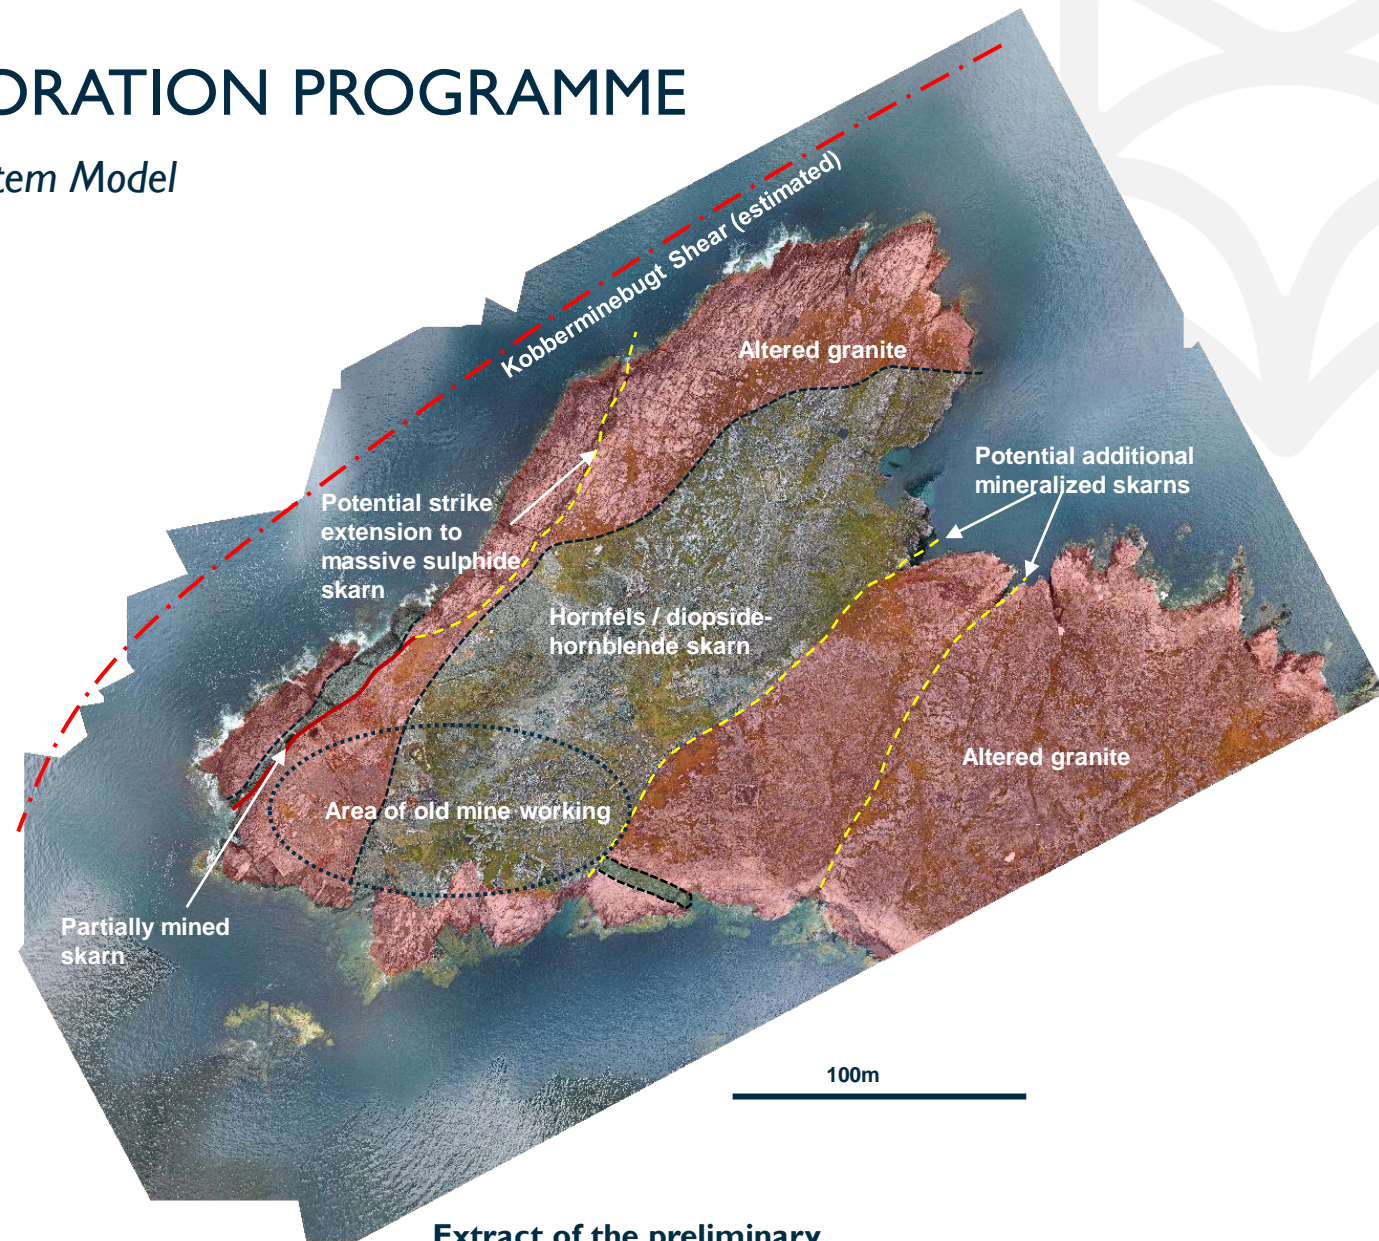 ORATION PROGRAMME
tem Model
Kobberminebugt Shear (estimated)
Altered granite
Potential additional
mineralized skarns
Potential strike
extension to
massive sulphide
skarn
Hornfels / diopside-
hornblende skarn
Altered granite
Area of old mine working
Partially mined
skarn
100m
Extract of the preliminary